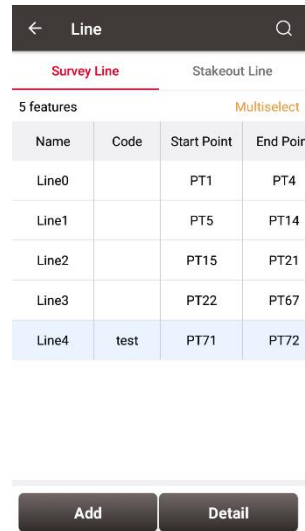 Line
Survey Line Stakeout Line
5 features Multiselect
Name Code Start Point End Poin
Line0 PT1 PT4
Line1 PT5 PT14
Line2 PT15 PT21
Line3 PT22 PT67
Line4 test PT71 PT72
Add Detail